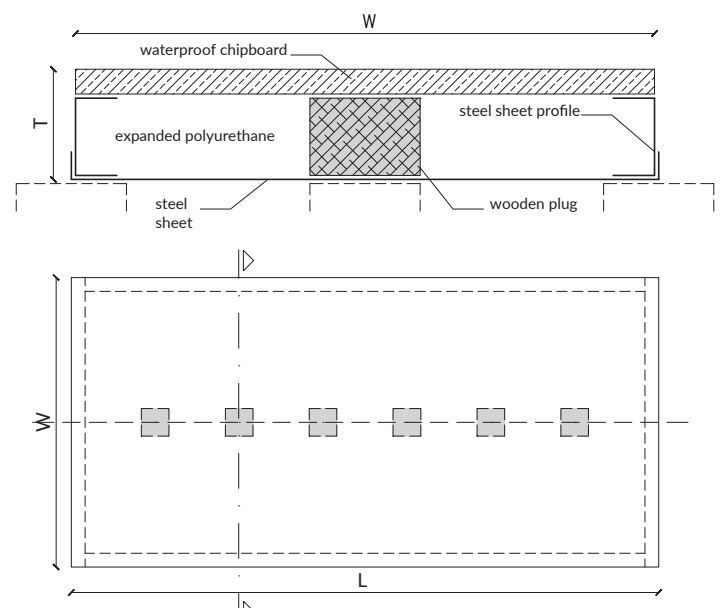 W
waterproof chipboard
T
steel sheet profile
expanded polyurethane
steel
sheet
wooden plug
W
L